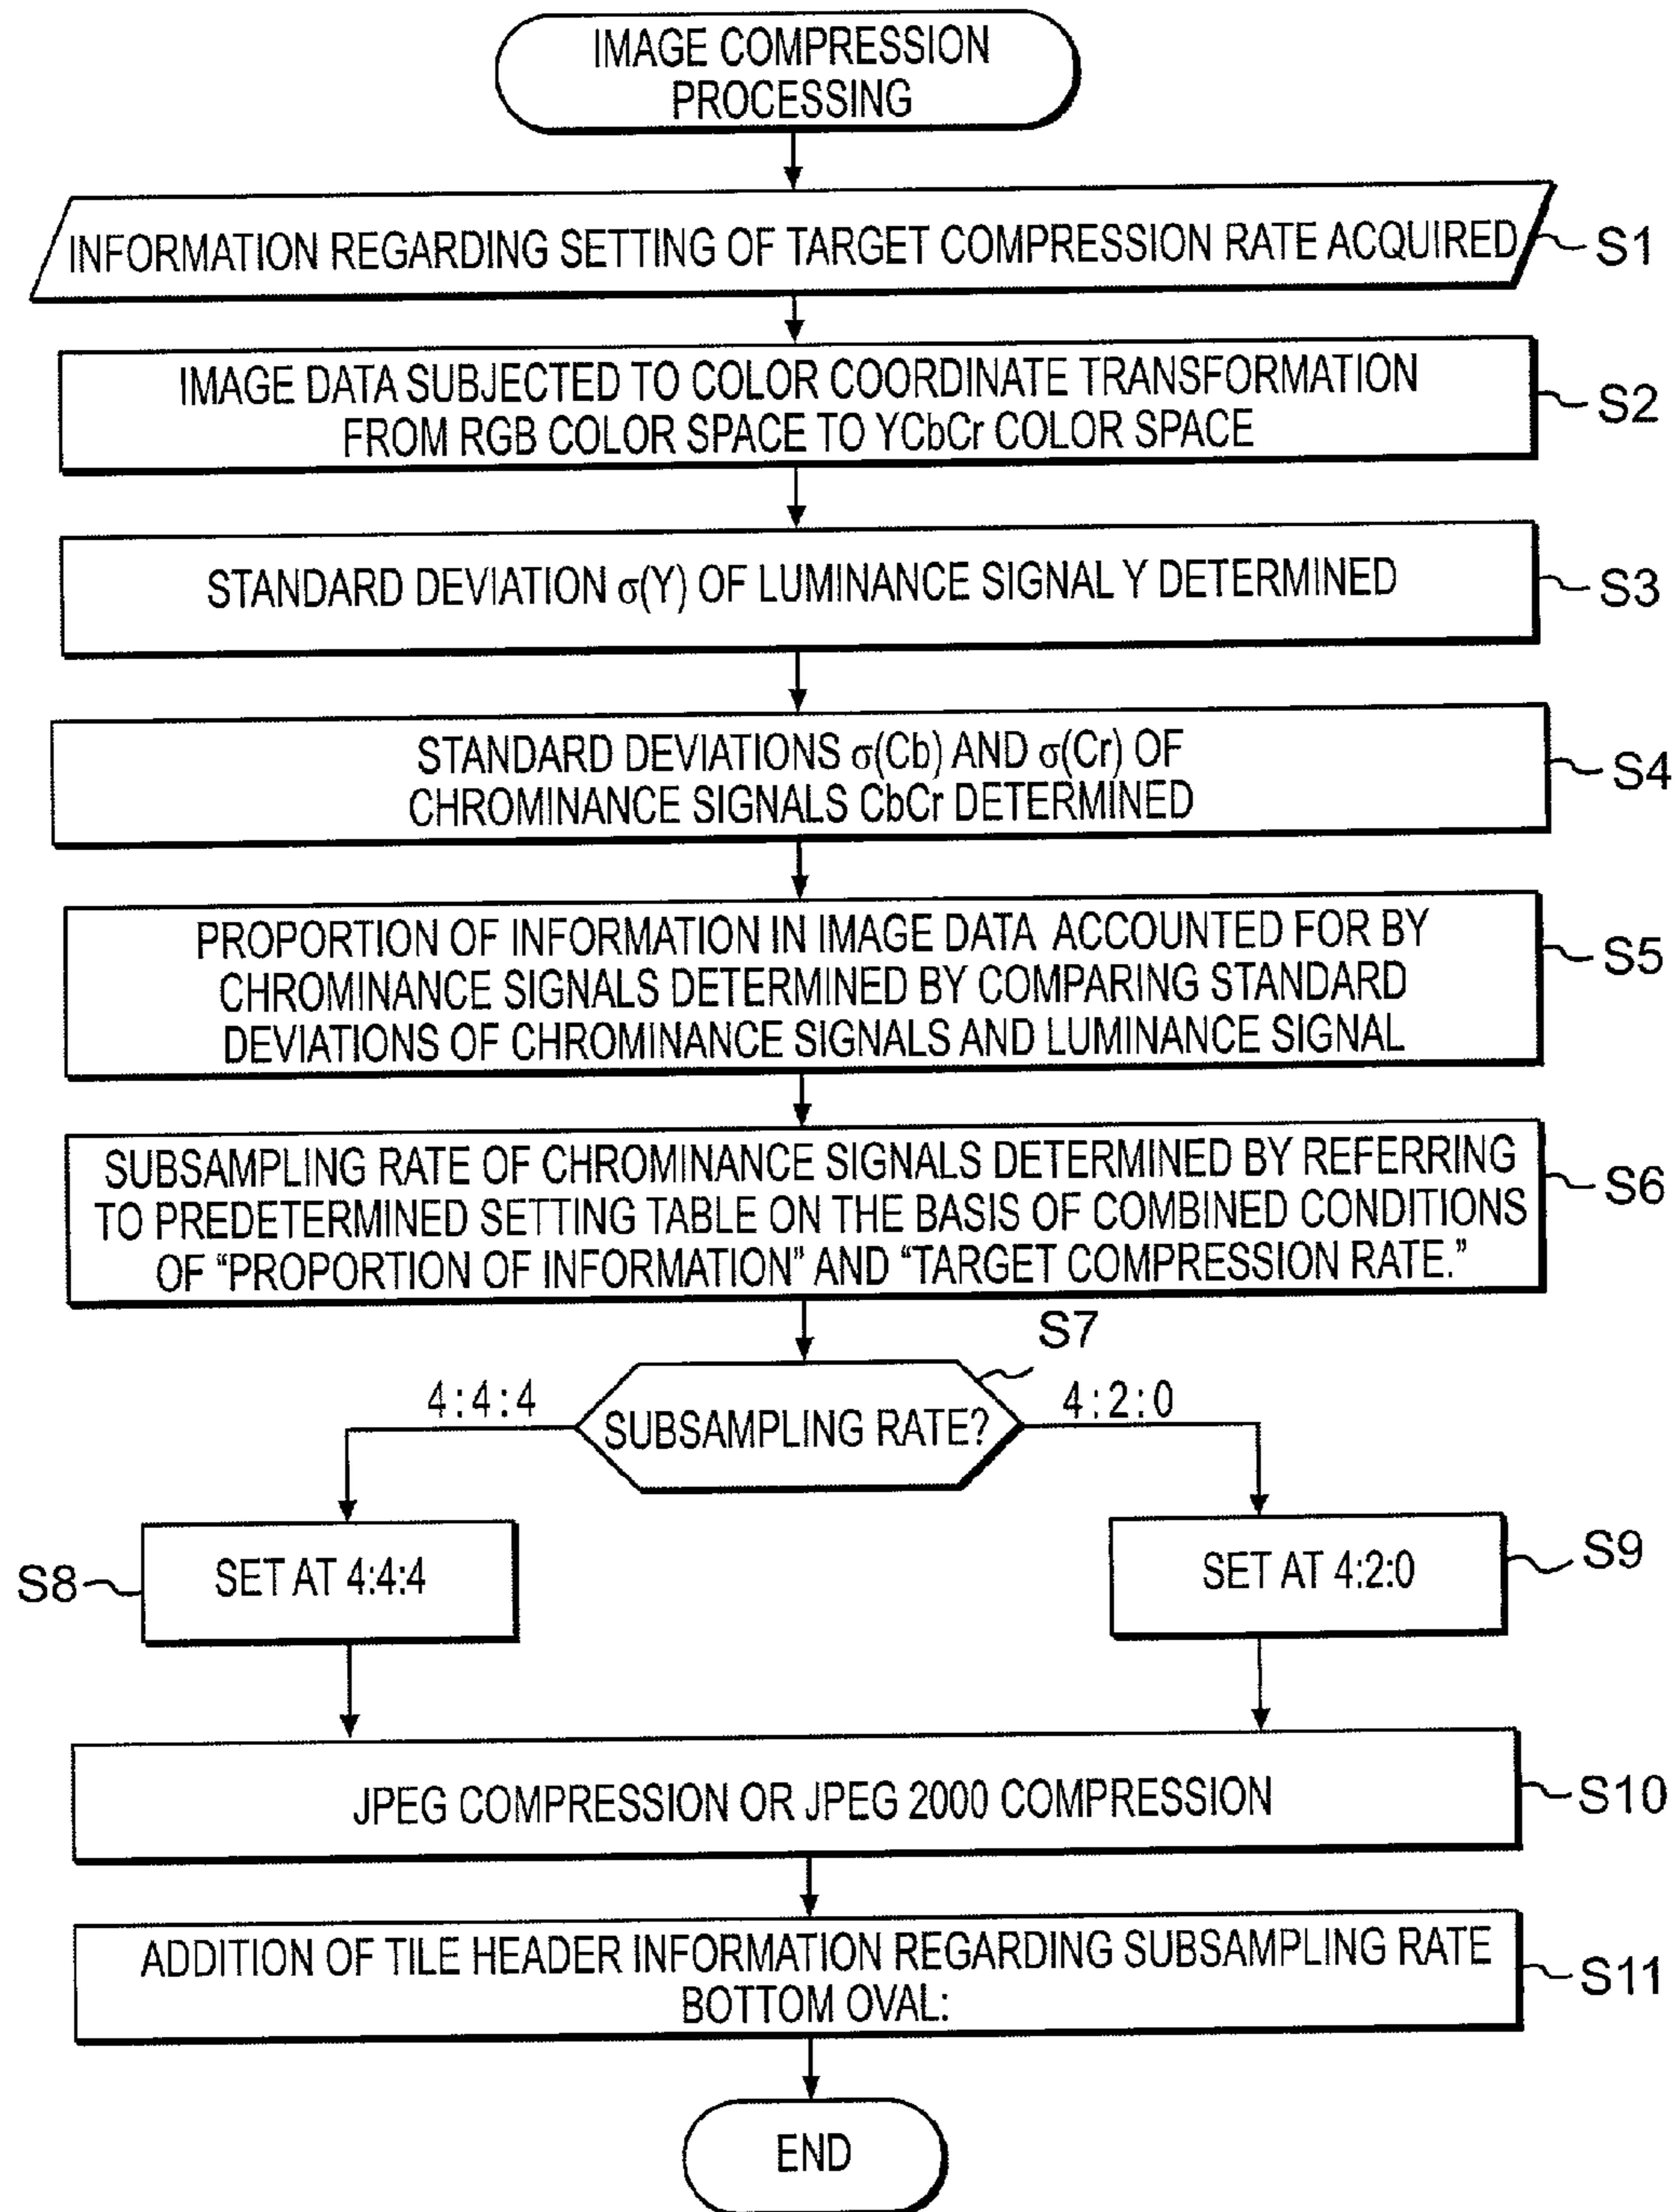 IMAGE COMPRESSION
PROCESSING
INFORMATION REGARDING SETTING OF TARGET COMPRESSION RATE ACQUIRED
S1
IMAGE DATA SUBJECTED TO COLOR COORDINATE TRANSFORMATION
FROM RGB COLOR SPACE TO YCbCr COLOR SPACE
S2
STANDARD DEVIATION σ(Y) OF LUMINANCE SIGNAL Y DETERMINED
S3
STANDARD DEVIATIONS σ(Cb) AND σ(Cr) OF
CHROMINANCE SIGNALS CbCr DETERMINED
S4
PROPORTION OF INFORMATION IN IMAGE DATA ACCOUNTED FOR BY
CHROMINANCE SIGNALS DETERMINED BY COMPARING STANDARD
DEVIATIONS OF CHROMINANCE SIGNALS AND LUMINANCE SIGNAL
S5
SUBSAMPLING RATE OF CHROMINANCE SIGNALS DETERMINED BY REFERRING
TO PREDETERMINED SETTING TABLE ON THE BASIS OF COMBINED CONDITIONS
OF “PROPORTION OF INFORMATION” AND “TARGET COMPRESSION RATE.”
S6
S7
4:4:4
SUBSAMPLING RATE?
4:2:0
S8
SET AT 4:4:4
SET AT 4:2:0
S9
JPEG COMPRESSION OR JPEG 2000 COMPRESSION
S10
ADDITION OF TILE HEADER INFORMATION REGARDING SUBSAMPLING RATE
BOTTOM OVAL:
S11
END